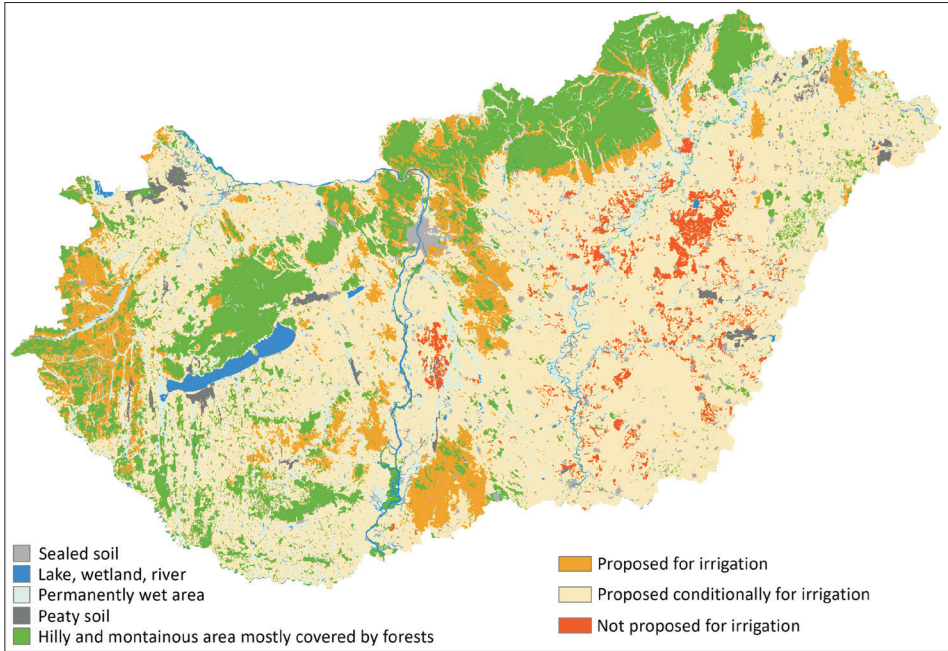 Sealed soil
Lake, wetland, river
Permanently wet area
Peaty soil
Hilly and montainous area mostly covered by forests
Proposed for irrigation
Proposed conditionally for irrigation
Not proposed for irrigation